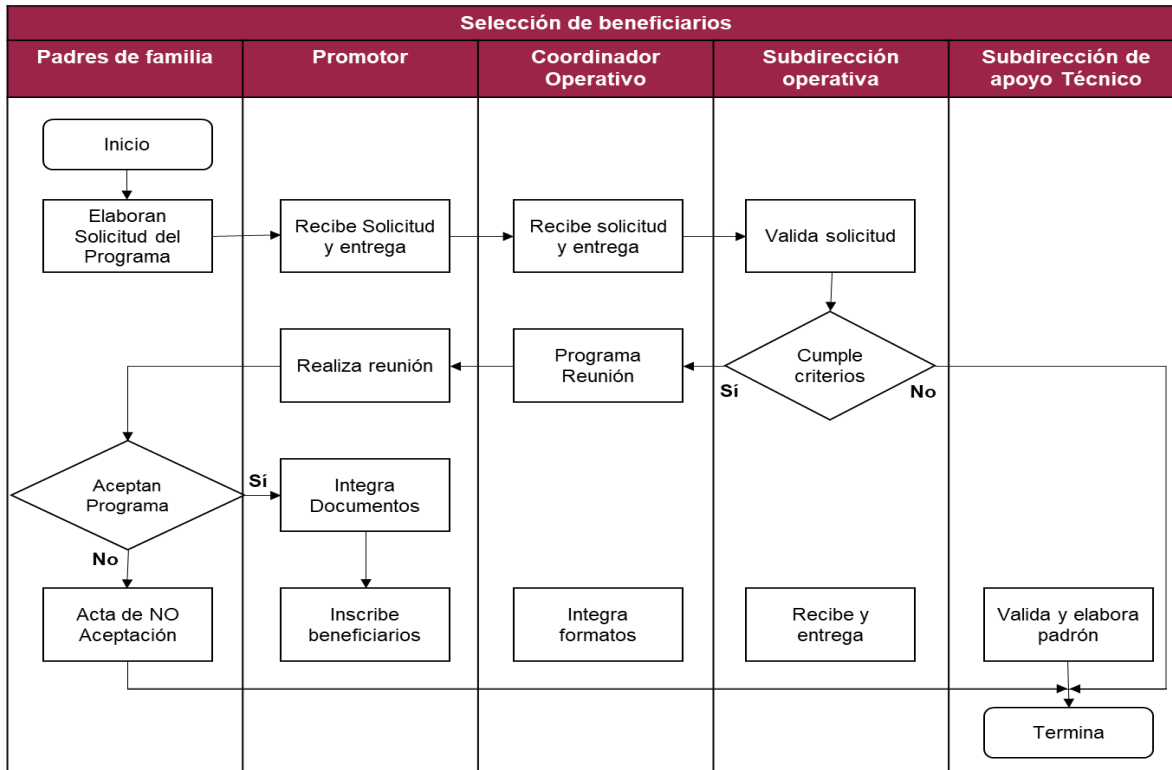 Selección de beneficiarios
Padres de familia
Promotor
Coordinador
Operativo
Subdirección
operativa
Subdirección de
apoyo Técnico
Inicio
Elaboran
Solicitud del
Programa
Recibe Solicitud
y entrega
Recibe solicitud
y entrega
Valida solicitud
Realiza reunión
Programa
Reunión
Cumple
criterios
Sí
No
Aceptan
Programa
Sí
No
Integra
Documentos
Acta de NO
Aceptación
Inscribe
beneficiarios
Integra
formatos
Recibe y
entrega
Valida y elabora
padrón
Termina